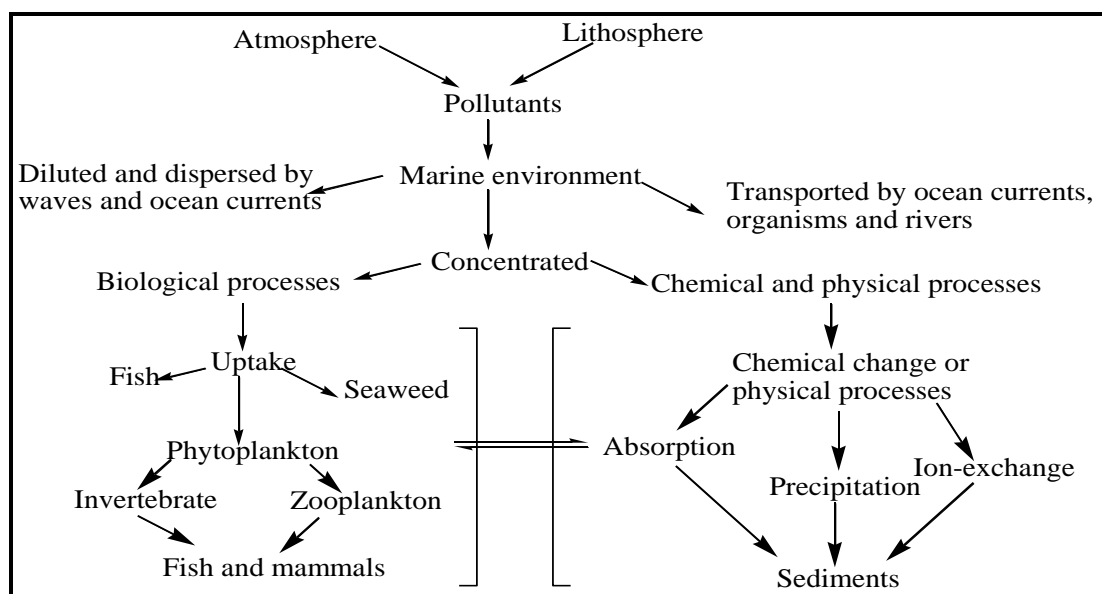 Atmosphere
Lithosphere
Pollutants
Diluted and dispersed by
waves and ocean currents
Marine environment
Transported by ocean currents,
organisms and rivers
Concentrated
Biological processes
Chemical and physical processes
Uptake
Fish
Seaweed
Chemical change or
physical processes
Phytoplankton
Absorption
Invertebrate
Zooplankton
Precipitation
Ion-exchange
Fish and mammals
Sediments